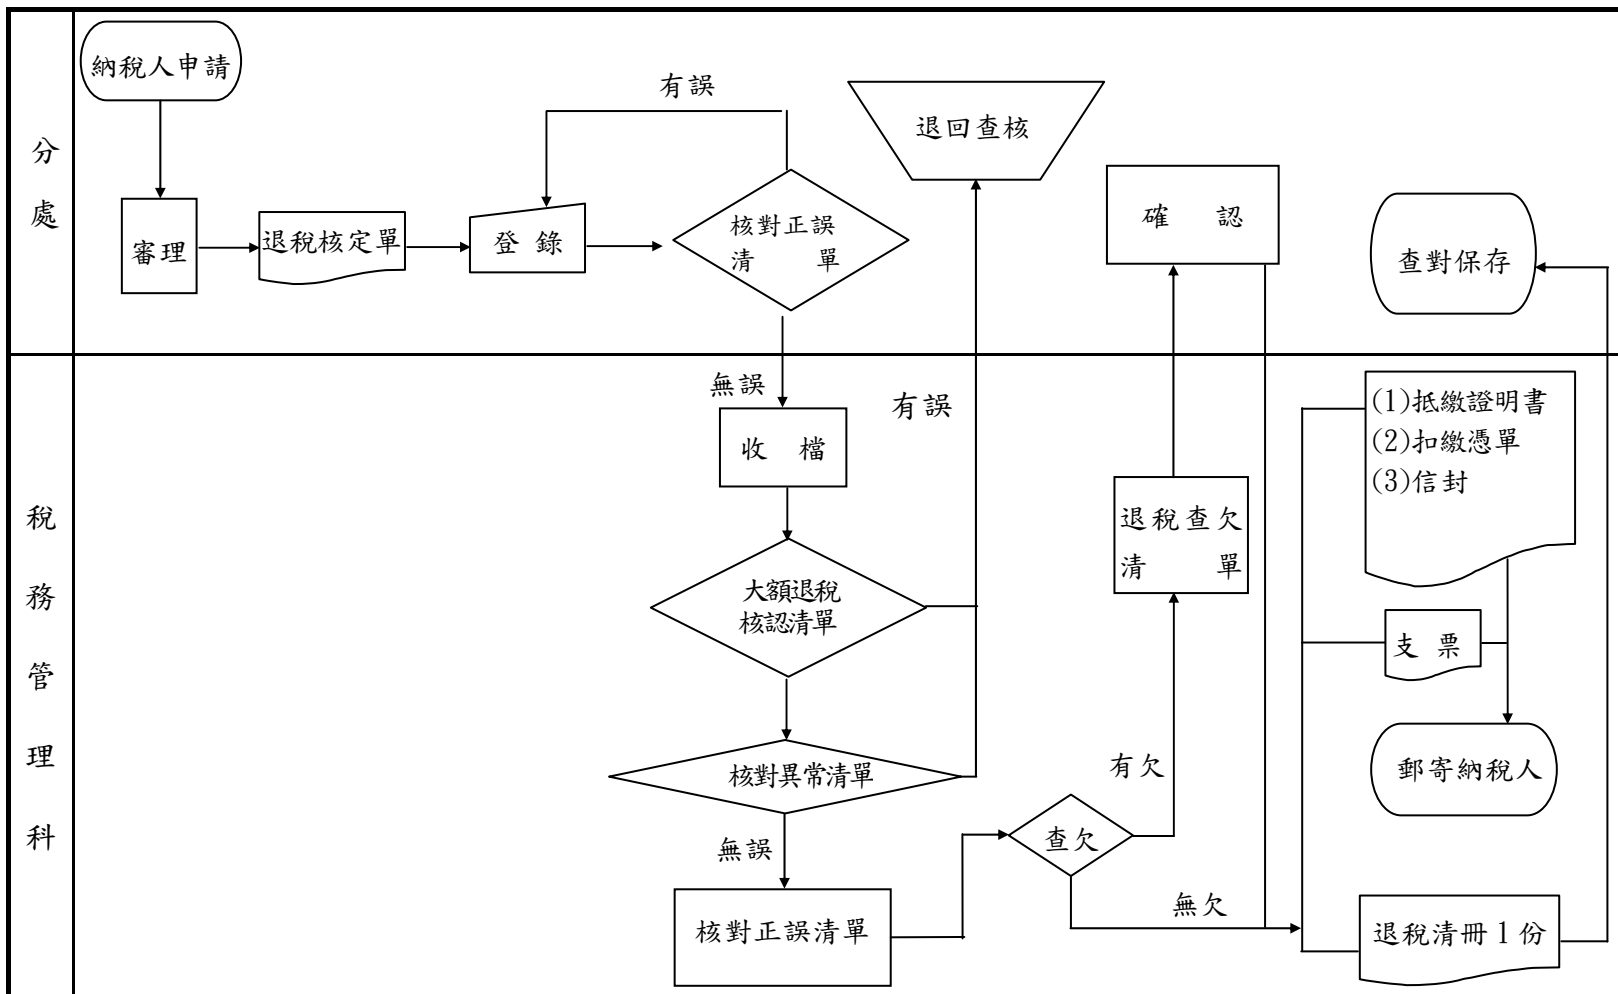 分處
納稅人申請
審理
退稅核定單
登 錄
有誤
核對正誤
清 單
退回查核
確 認
查對保存
稅務管理科
無誤
收 檔
有誤
大額退稅
核認清單
核對異常清單
無誤
核對正誤清單
查欠
有欠
無欠
退稅查欠
清 單
(1)抵繳證明書
(2)扣繳憑單
(3)信封
支 票
郵寄納稅人
退稅清冊1份